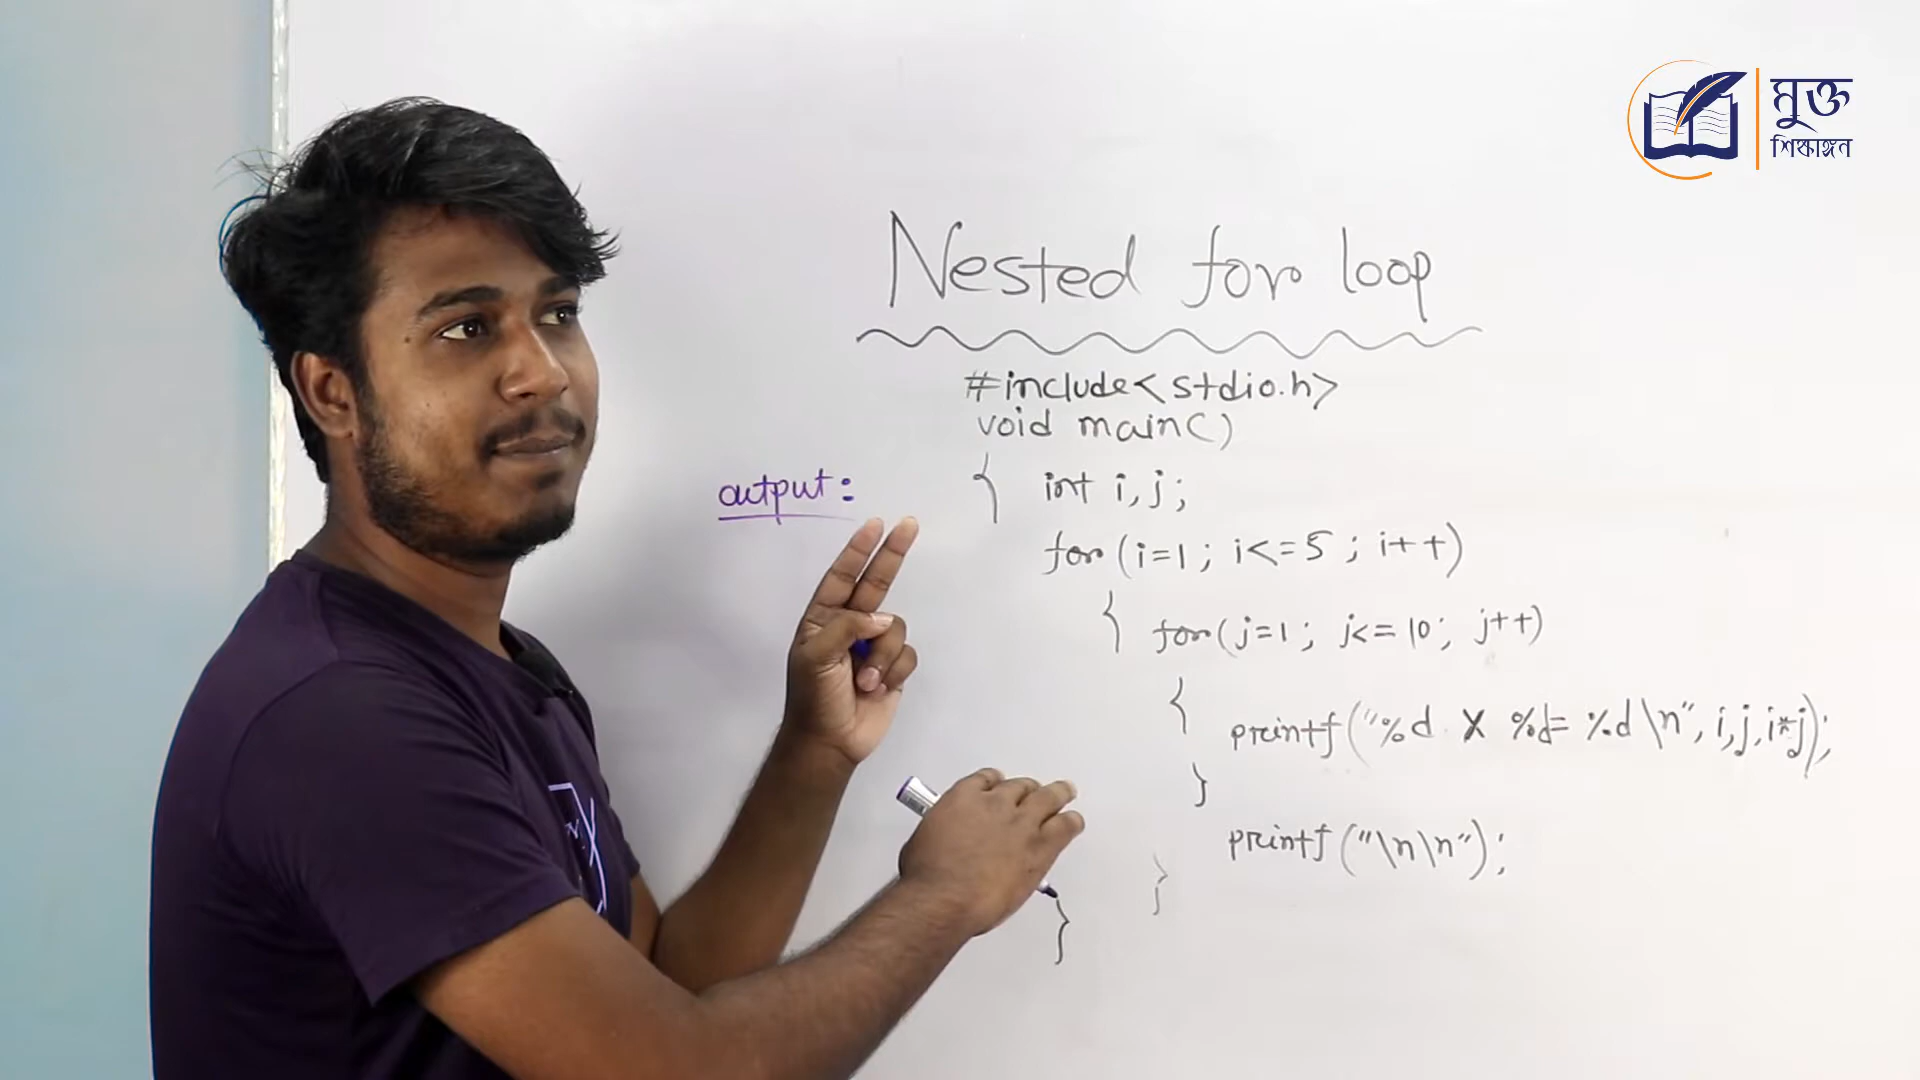 মুক্ত
শিক্ষাঙ্গন
Nested for loop
#include<stdio.h>
void main()
output:
{ int i, j;
for (i=1; i<=5; i++)
{ for (j=1; j<=10; j++)
{
printf("%d X %d= %d \n", i, j, i*j);
}
printf("\n\n");
}
}